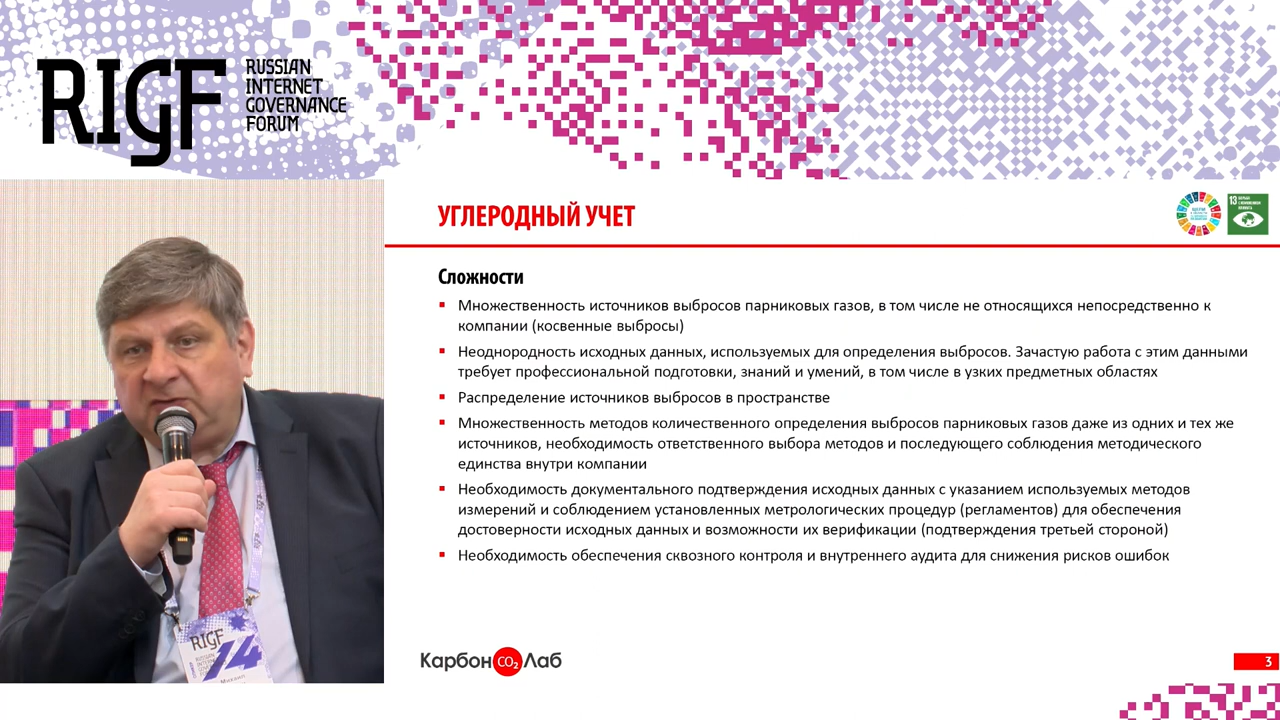 RIGF
RUSSIAN
INTERNET
GOVERNANCE
FORUM
УГЛЕРОДНЫЙ УЧЕТ
13
Сложности
Множественность источников выбросов парниковых газов, в том числе не относящихся непосредственно к
компании (косвенные выбросы)
Неоднородность исходных данных, используемых для определения выбросов. Зачастую работа с этим данными
требует профессиональной подготовки, знаний и умений, в том числе в узких предметных областях
Распределение источников выбросов в пространстве
Множественность методов количественного определения выбросов парниковых газов даже из одних и тех же
источников, необходимость ответственного выбора методов и последующего соблюдения методического
единства внутри компании
Необходимость документального подтверждения исходных данных с указанием используемых методов
измерений и соблюдением установленных метрологических процедур (регламентов) для обеспечения
достоверности исходных данных и возможности их верификации (подтверждения третьей стороной)
Необходимость обеспечения сквозного контроля и внутреннего аудита для снижения рисков ошибок
RIGF
14
Михаил
Карбон CO₂ Лаб
3